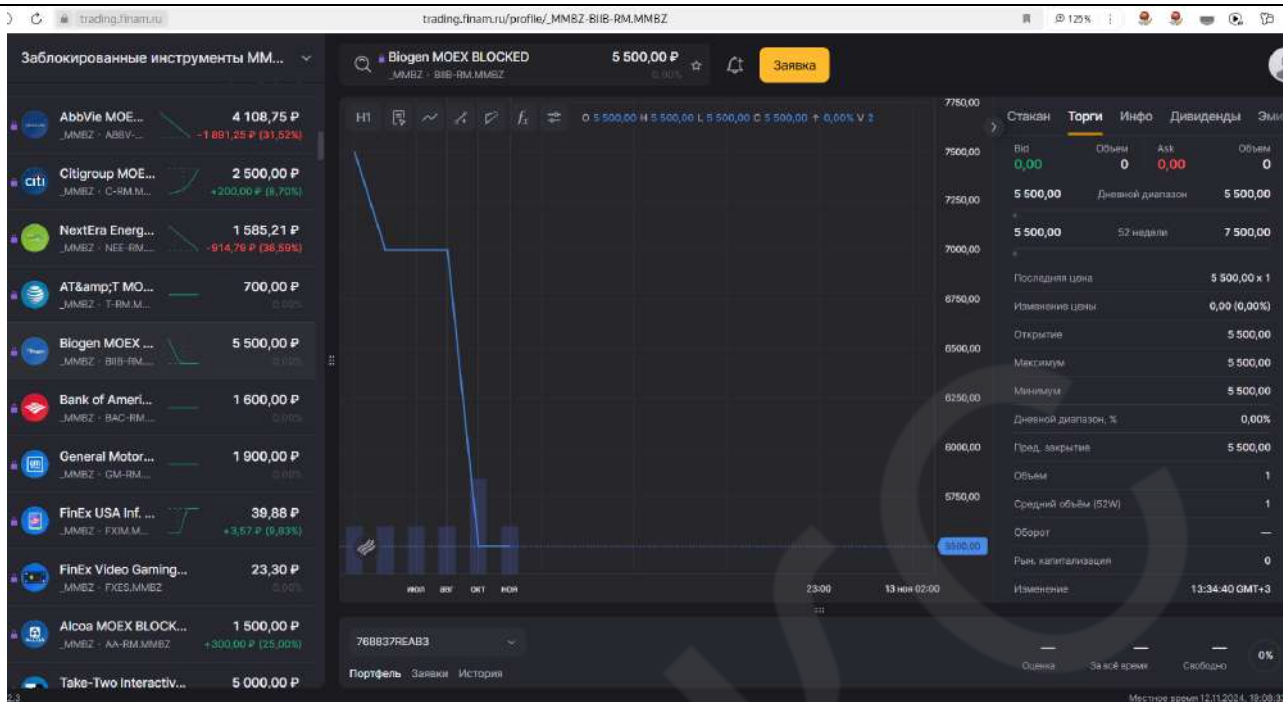 trading.finam.ru
trading.finam.ru/profile/_MMBZ-BIIB-RM.MMBZ
125%
Заблокированные инструменты MM...
Biogen MOEX BLOCKED
5 500,00 ₽
_MMBZ · BIIB-RM.MMBZ
0,00%
Заявка
AbbVie MOE...
4 108,75 ₽
_MMBZ · ABBV-...
-1 891,25 ₽ (31,52%)
Citigroup MOE...
2 500,00 ₽
_MMBZ · C-RM.M...
+200,00 ₽ (8,70%)
NextEra Energ...
1 585,21 ₽
_MMBZ · NEE-RM....
-914,79 ₽ (36,59%)
AT&amp;T MO...
700,00 ₽
_MMBZ · T-RM.M...
0,00%
Biogen MOEX ...
5 500,00 ₽
_MMBZ · BIIB-RM....
0,00%
Bank of Ameri...
1 600,00 ₽
_MMBZ · BAC-RM....
0,00%
General Motor...
1 900,00 ₽
_MMBZ · GM-RM....
0,00%
FinEx USA Inf. ...
39,88 ₽
_MMBZ · FXIM.M...
+3,57 ₽ (9,83%)
FinEx Video Gaming...
23,30 ₽
_MMBZ · FXES.MMBZ
0,00%
Alcoa MOEX BLOCK...
1 500,00 ₽
_MMBZ · AA-RM.MMBZ
+300,00 ₽ (25,00%)
Take-Two Interactiv...
5 000,00 ₽
H1
O 5 500,00 H 5 500,00 L 5 500,00 C 5 500,00 ↑ 0,00% V 2
7750,00
7500,00
7250,00
7000,00
6750,00
6500,00
6250,00
6000,00
5750,00
5500,00
июл авг окт ноя
23:00
13 ноя 02:00
Стакан Торги Инфо Дивиденды
Bid Объем Ask Объем
0,00 0 0,00 0
5 500,00 Дневной диапазон 5 500,00
5 500,00 52 недели 7 500,00
Последняя цена 5 500,00 x 1
Изменение цены 0,00 (0,00%)
Открытие 5 500,00
Максимум 5 500,00
Минимум 5 500,00
Дневной диапазон, % 0,00%
Пред. закрытие 5 500,00
Объем 1
Средний объём (52W) 1
Оборот —
Рын. капитализация 0
Изменение 13:34:40 GMT+3
768837REAB3
Портфель Заявки История
— — — 0%
Оценка За всё время Свободно
Местное время 12.11.2024, 19:08:3